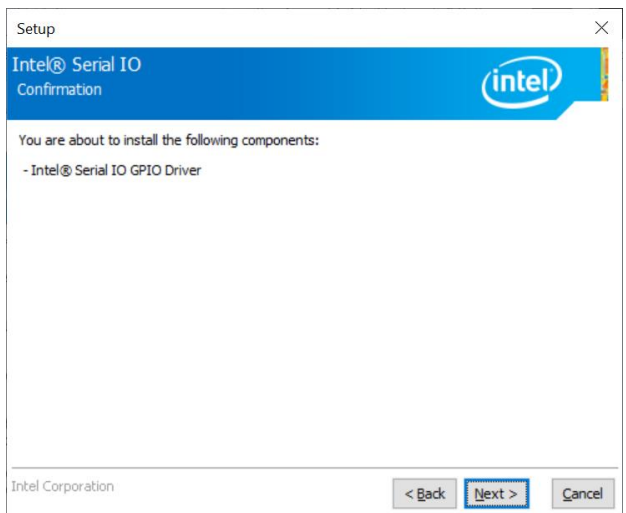 Setup
Intel® Serial IO
Confirmation
intel
You are about to install the following components:
- Intel® Serial IO GPIO Driver
Intel Corporation
< Back
Next >
Cancel